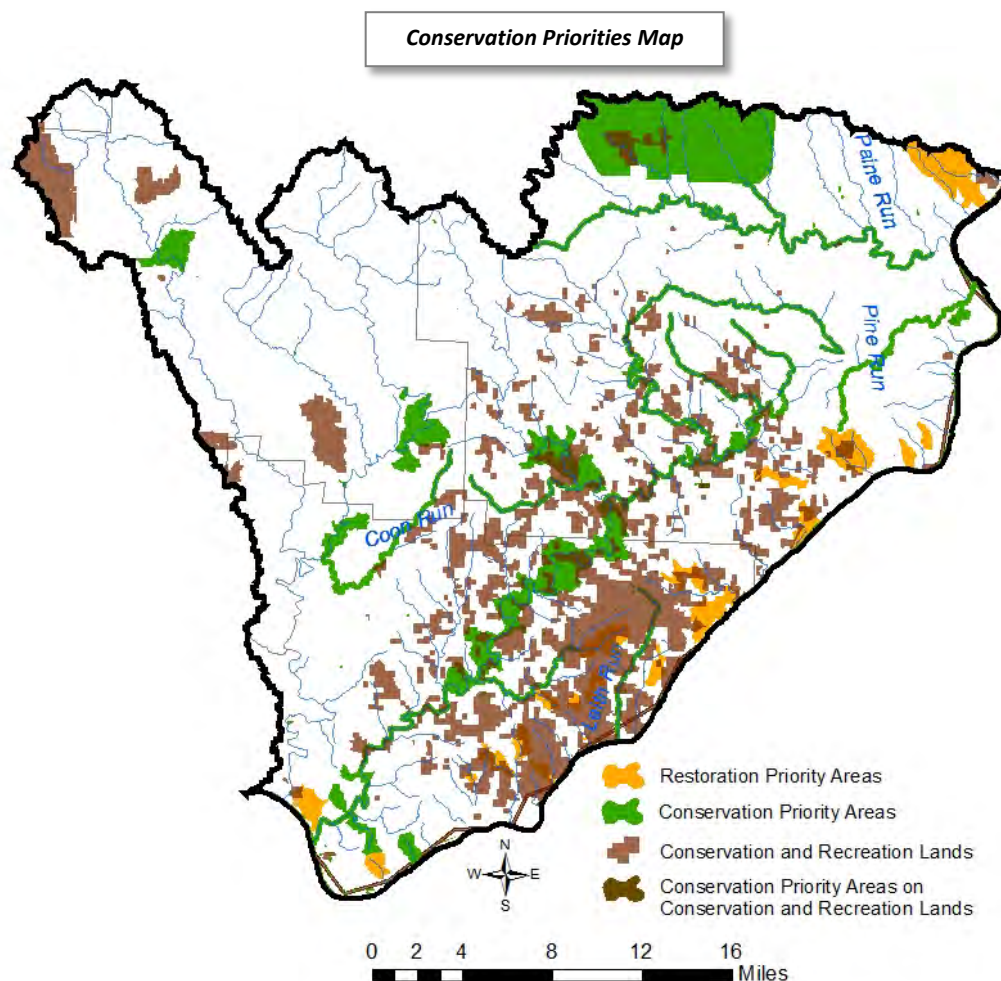 Conservation Priorities Map
Paine Run
Pine Run
Coon Run
Leith Run
Restoration Priority Areas
Conservation Priority Areas
Conservation and Recreation Lands
Conservation Priority Areas on
Conservation and Recreation Lands
N
W E
S
0 2 4 8 12 16
Miles